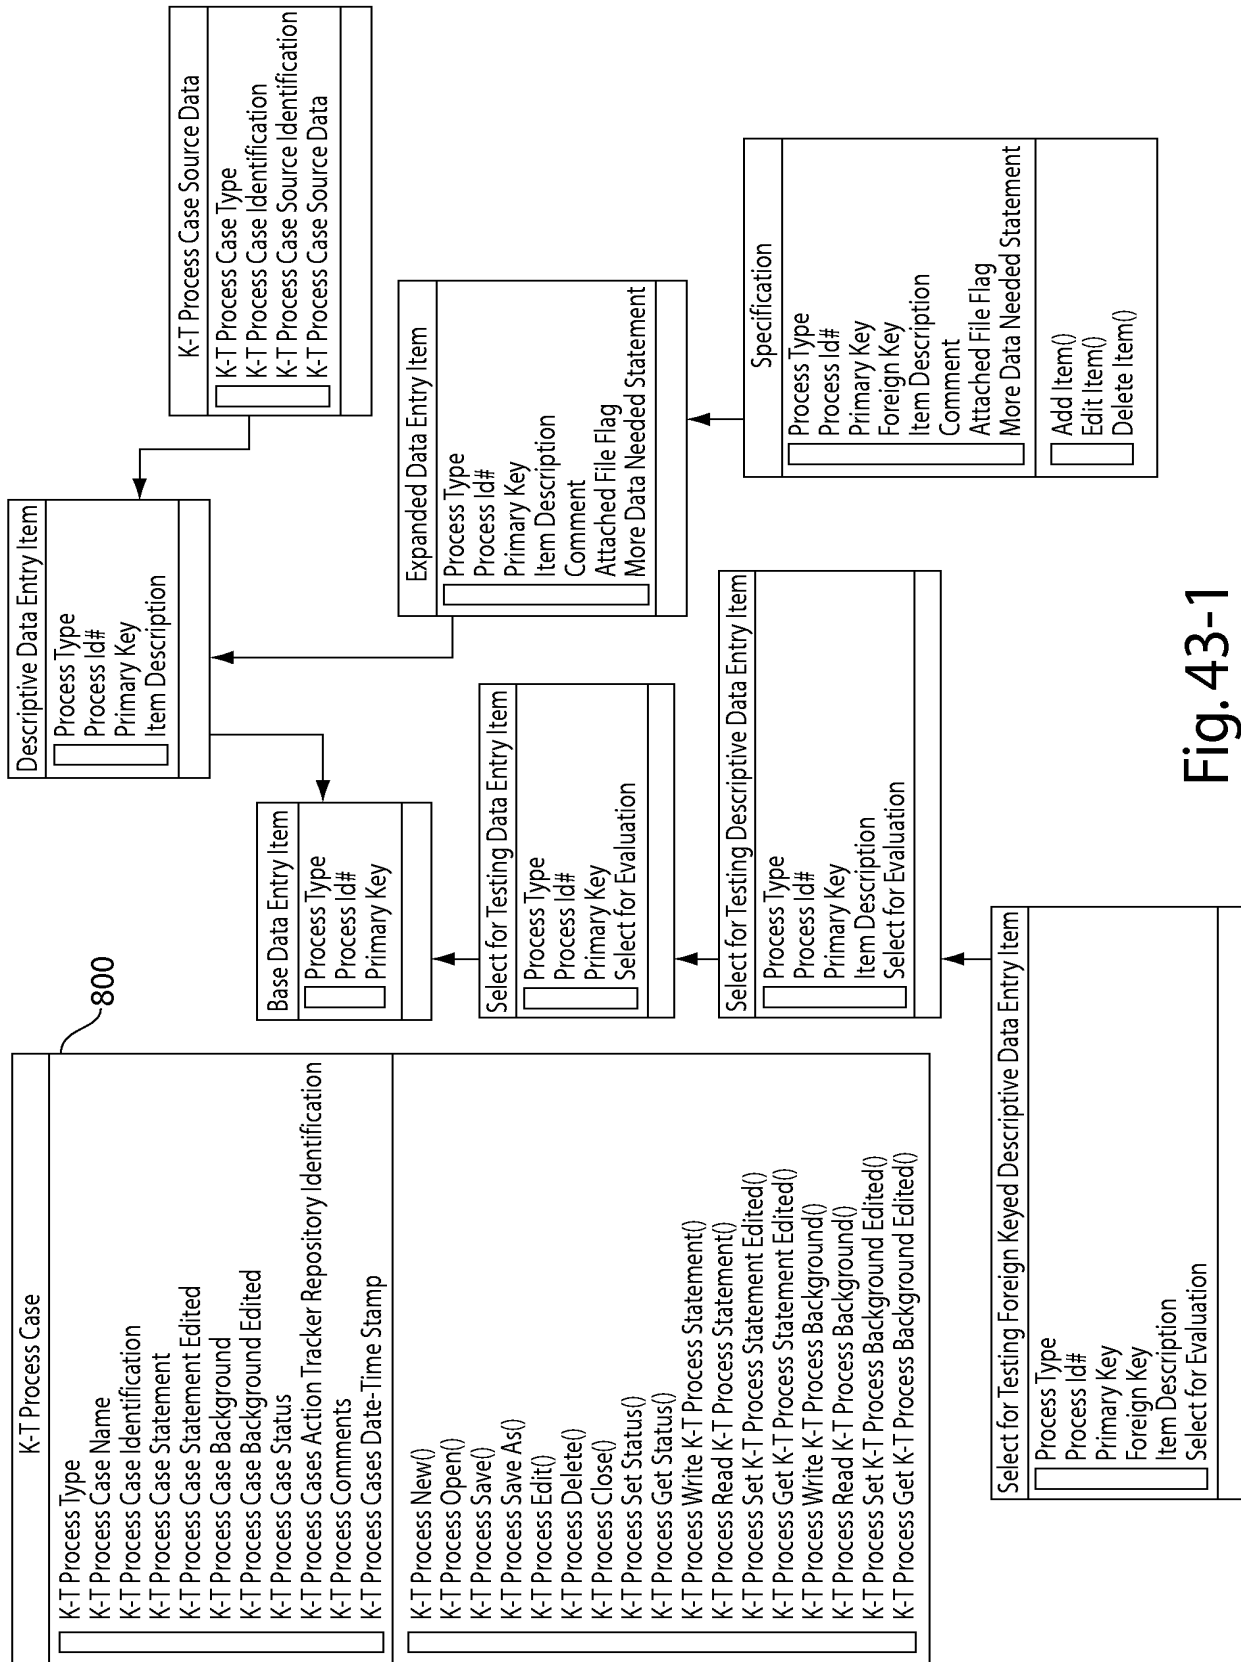 K-T Process Case
K-T Process Type
K-T Process Case Name
K-T Process Case Identification
K-T Process Case Statement
K-T Process Case Statement Edited
K-T Process Case Background
K-T Process Case Background Edited
K-T Process Case Status
K-T Process Cases Action Tracker Repository Identification
K-T Process Comments
K-T Process Cases Date-Time Stamp
K-T Process New()
K-T Process Open()
K-T Process Save()
K-T Process Save As()
K-T Process Edit()
K-T Process Delete()
K-T Process Close()
K-T Process Set Status()
K-T Process Get Status()
K-T Process Write K-T Process Statement()
K-T Process Read K-T Process Statement()
K-T Process Set K-T Process Statement Edited()
K-T Process Get K-T Process Statement Edited()
K-T Process Write K-T Process Background()
K-T Process Read K-T Process Background()
K-T Process Set K-T Process Background Edited()
K-T Process Get K-T Process Background Edited()
800
Descriptive Data Entry Item
Process Type
Process Id#
Primary Key
Item Description
K-T Process Case Source Data
K-T Process Case Type
K-T Process Case Identification
K-T Process Case Source Identification
K-T Process Case Source Data
Base Data Entry Item
Process Type
Process Id#
Primary Key
Expanded Data Entry Item
Process Type
Process Id#
Primary Key
Item Description
Comment
Attached File Flag
More Data Needed Statement
Select for Testing Data Entry Item
Process Type
Process Id#
Primary Key
Select for Evaluation
Select for Testing Descriptive Data Entry Item
Process Type
Process Id#
Primary Key
Item Description
Select for Evaluation
Specification
Process Type
Process Id#
Primary Key
Foreign Key
Item Description
Comment
Attached File Flag
More Data Needed Statement
Add Item()
Edit Item()
Delete Item()
Select for Testing Foreign Keyed Descriptive Data Entry Item
Process Type
Process Id#
Primary Key
Foreign Key
Item Description
Select for Evaluation
Fig. 43-1